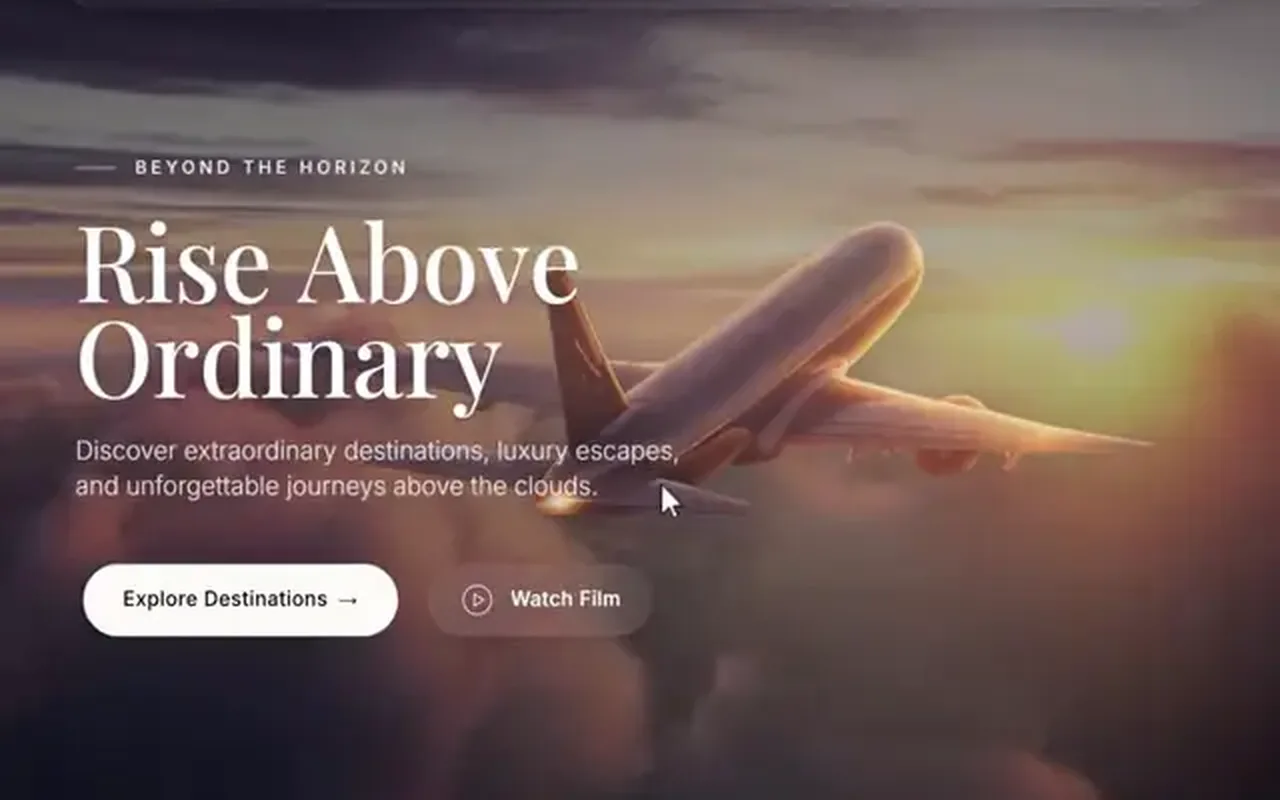 BEYOND THE HORIZON
Rise Above
Ordinary
Discover extraordinary destinations, luxury escapes,
and unforgettable journeys above the clouds.
Explore Destinations →
Watch Film